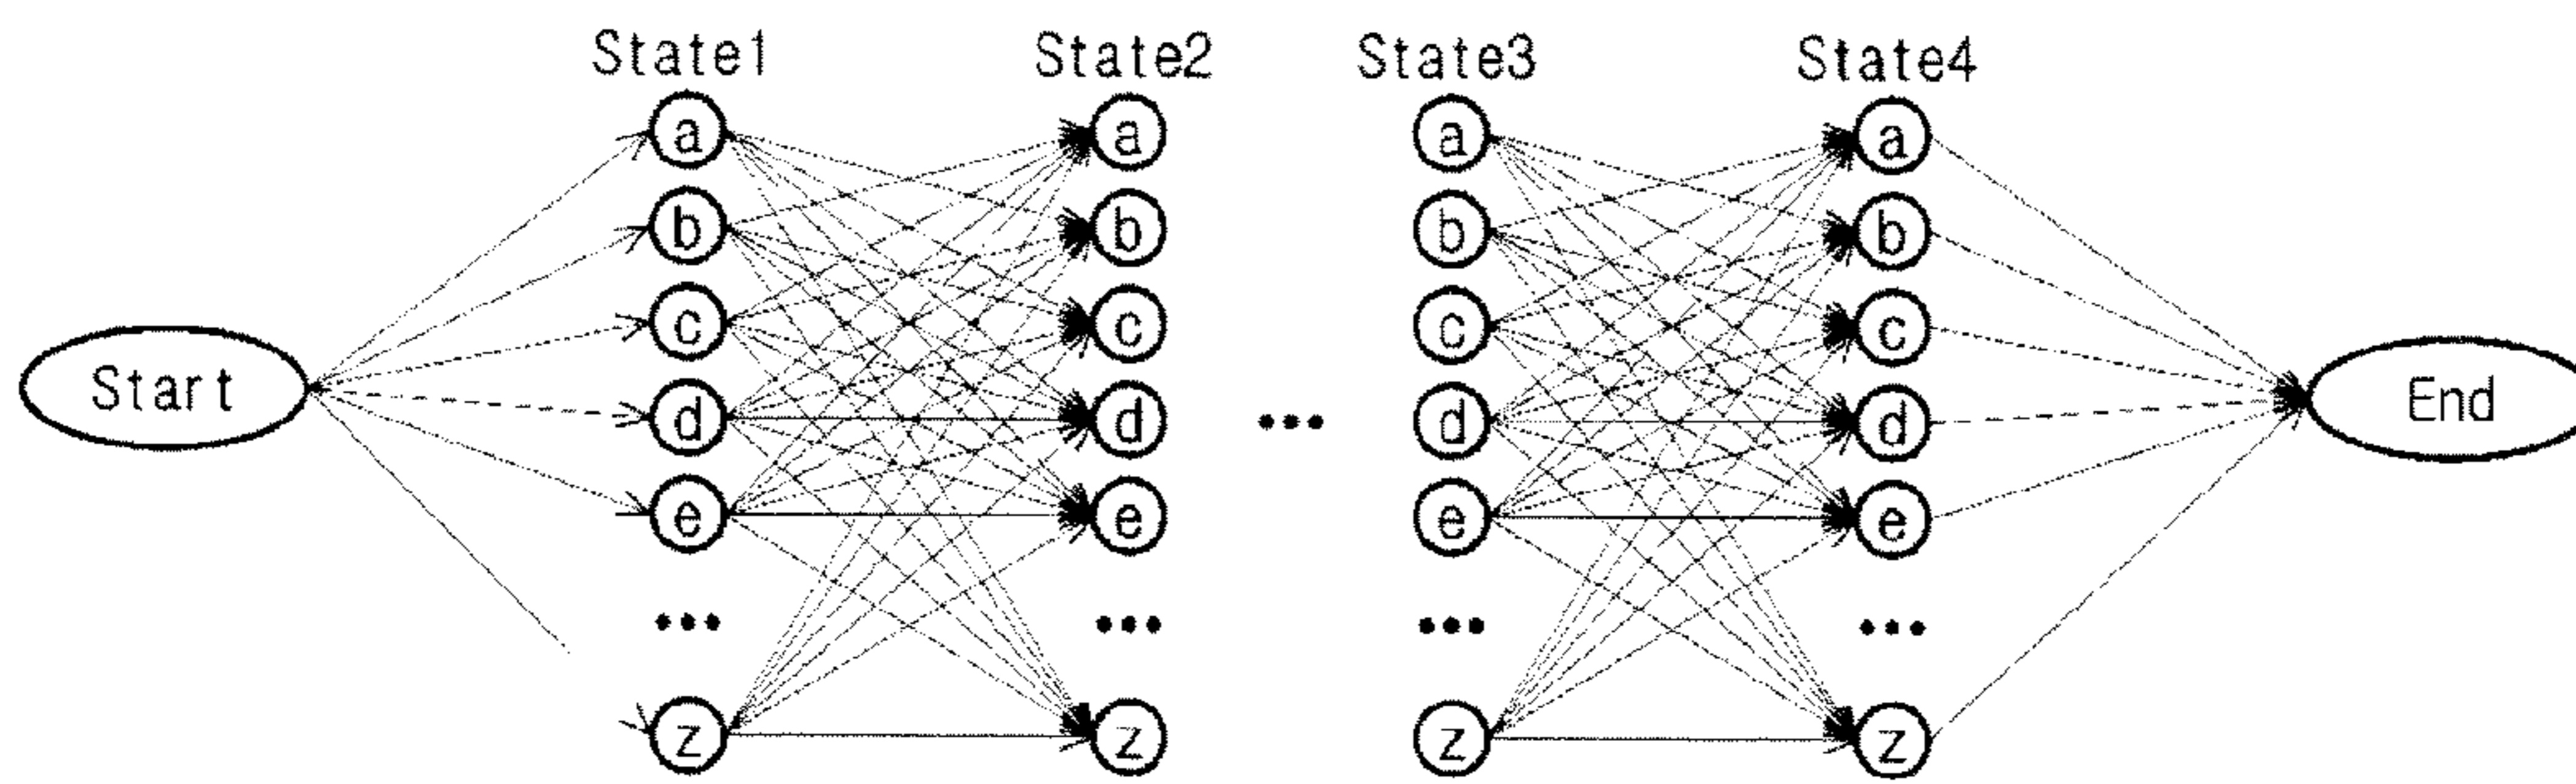 State1 State2 State3 State4
a a a a
b b b b
c c c c
Start End
d d ... d d
e e e e
... ... ... ...
z z z z